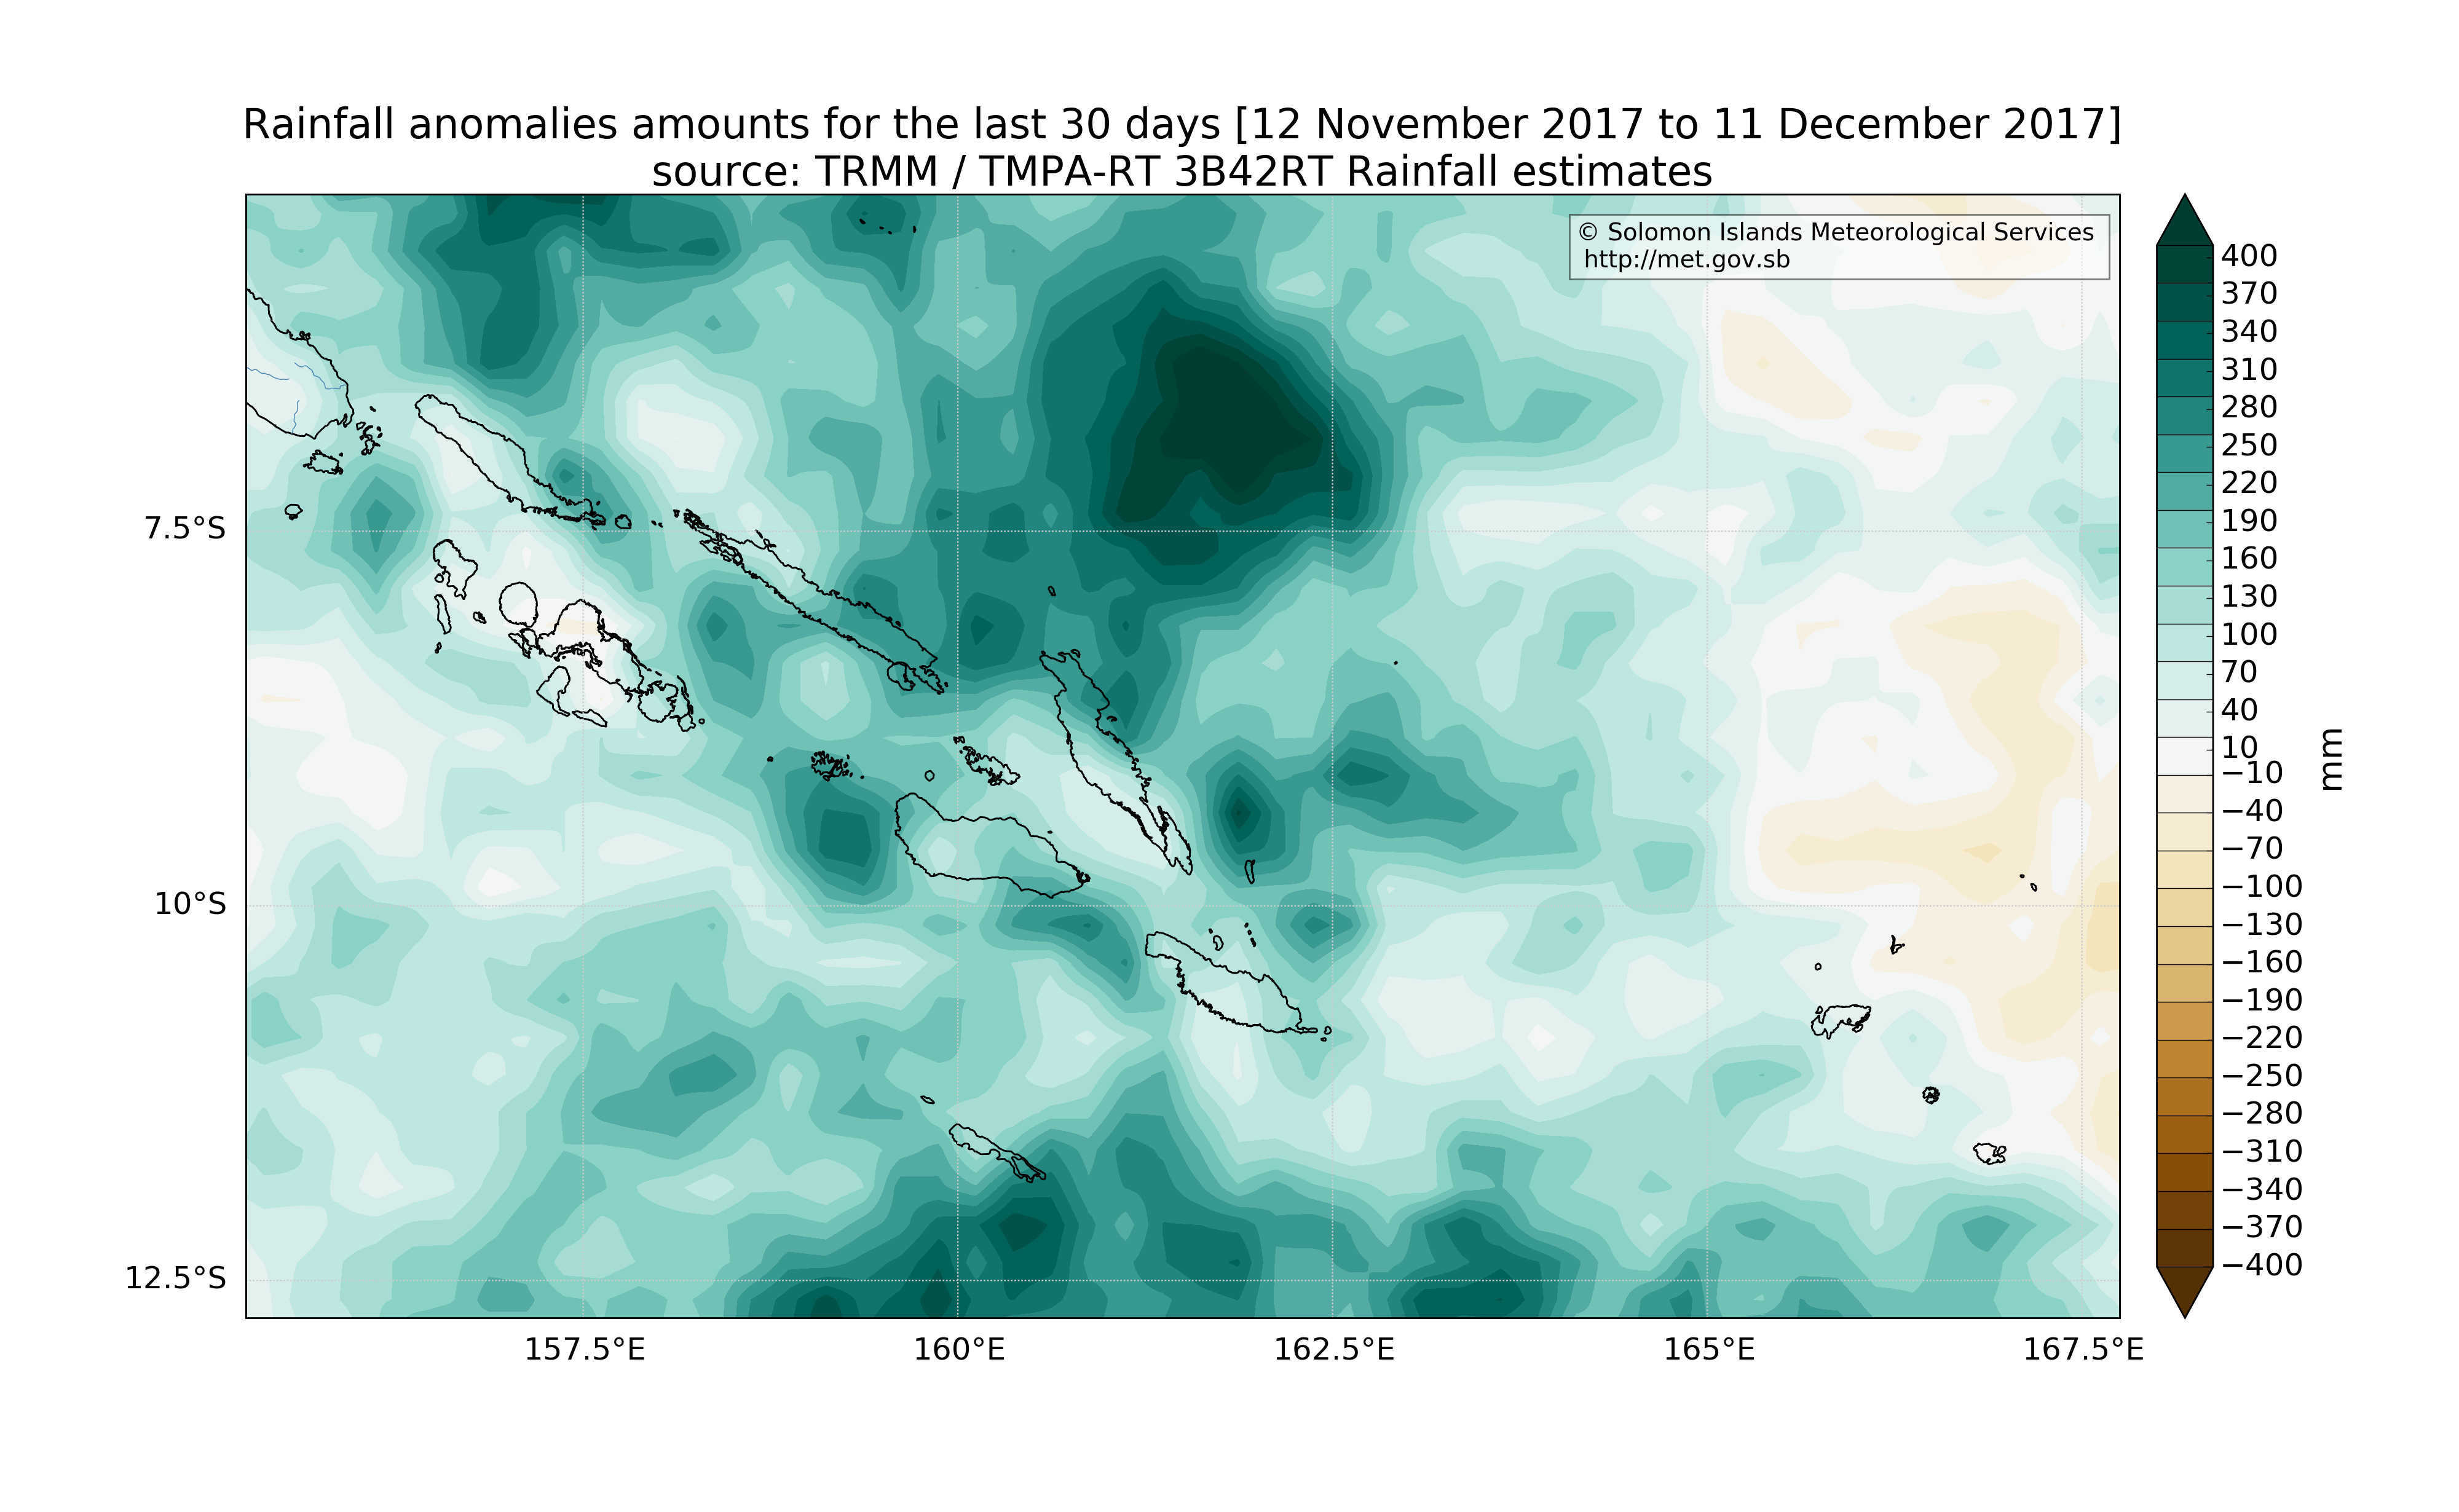 Rainfall anomalies amounts for the last 30 days [12 November 2017 to 11 December 2017]
source: TRMM / TMPA-RT 3B42RT Rainfall estimates
© Solomon Islands Meteorological Services
http://met.gov.sb
7.5°S
10°S
12.5°S
157.5°E
160°E
162.5°E
165°E
167.5°E
400
370
340
310
280
250
220
190
160
130
100
70
40
10
−10
−40
−70
−100
−130
−160
−190
−220
−250
−280
−310
−340
−370
−400
mm